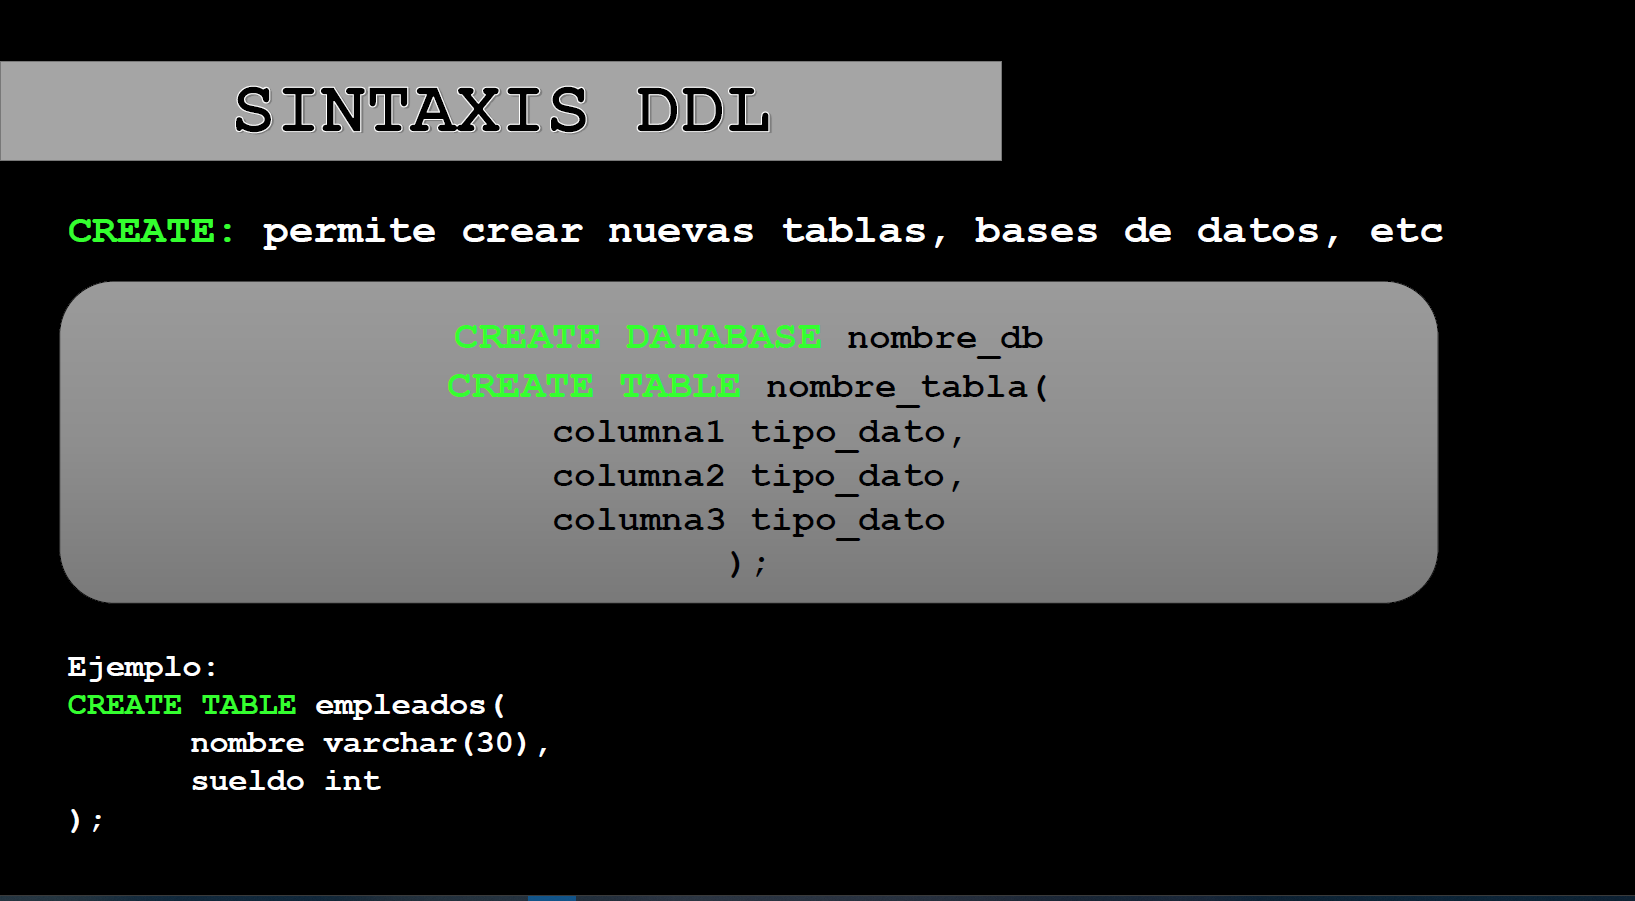 SINTAXIS DDL
CREATE: permite crear nuevas tablas, bases de datos, etc
CREATE DATABASE nombre_db
CREATE TABLE nombre_tabla(
columna1 tipo_dato,
columna2 tipo_dato,
columna3 tipo_dato
);
Ejemplo:
CREATE TABLE empleados(
nombre varchar(30),
sueldo int
);